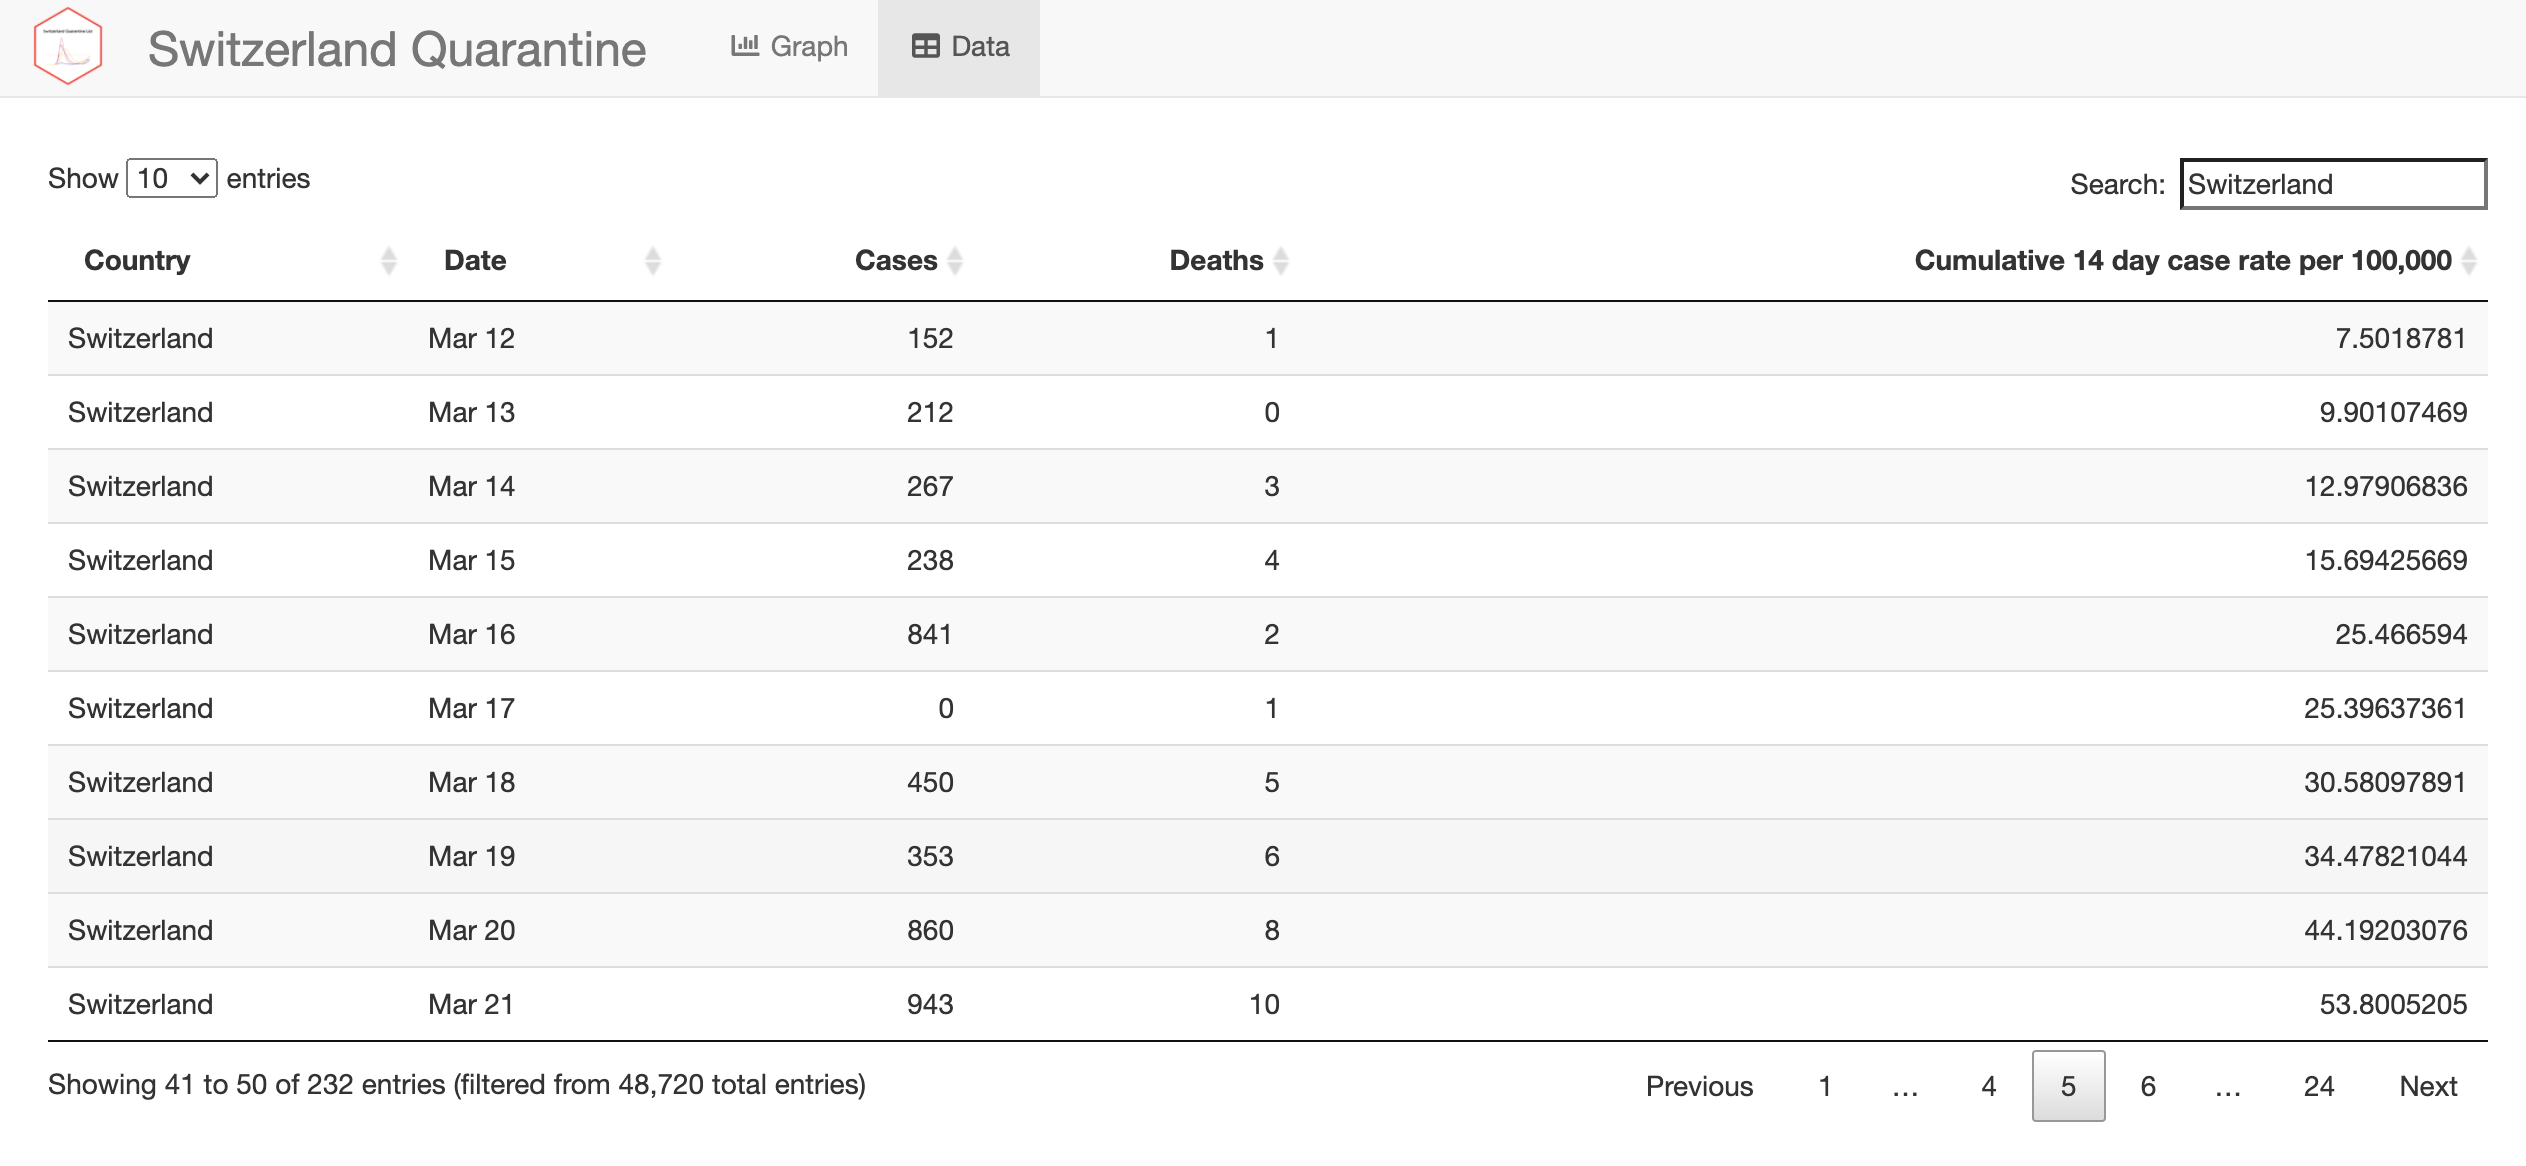 Switzerland Quarantine Graph Data
Show 10 entries Search: Switzerland
Country Date Cases Deaths Cumulative 14 day case rate per 100,000
Switzerland Mar 12 152 1 7.5018781
Switzerland Mar 13 212 0 9.90107469
Switzerland Mar 14 267 3 12.97906836
Switzerland Mar 15 238 4 15.69425669
Switzerland Mar 16 841 2 25.466594
Switzerland Mar 17 0 1 25.39637361
Switzerland Mar 18 450 5 30.58097891
Switzerland Mar 19 353 6 34.47821044
Switzerland Mar 20 860 8 44.19203076
Switzerland Mar 21 943 10 53.8005205
Showing 41 to 50 of 232 entries (filtered from 48,720 total entries) Previous 1 … 4 5 6 … 24 Next